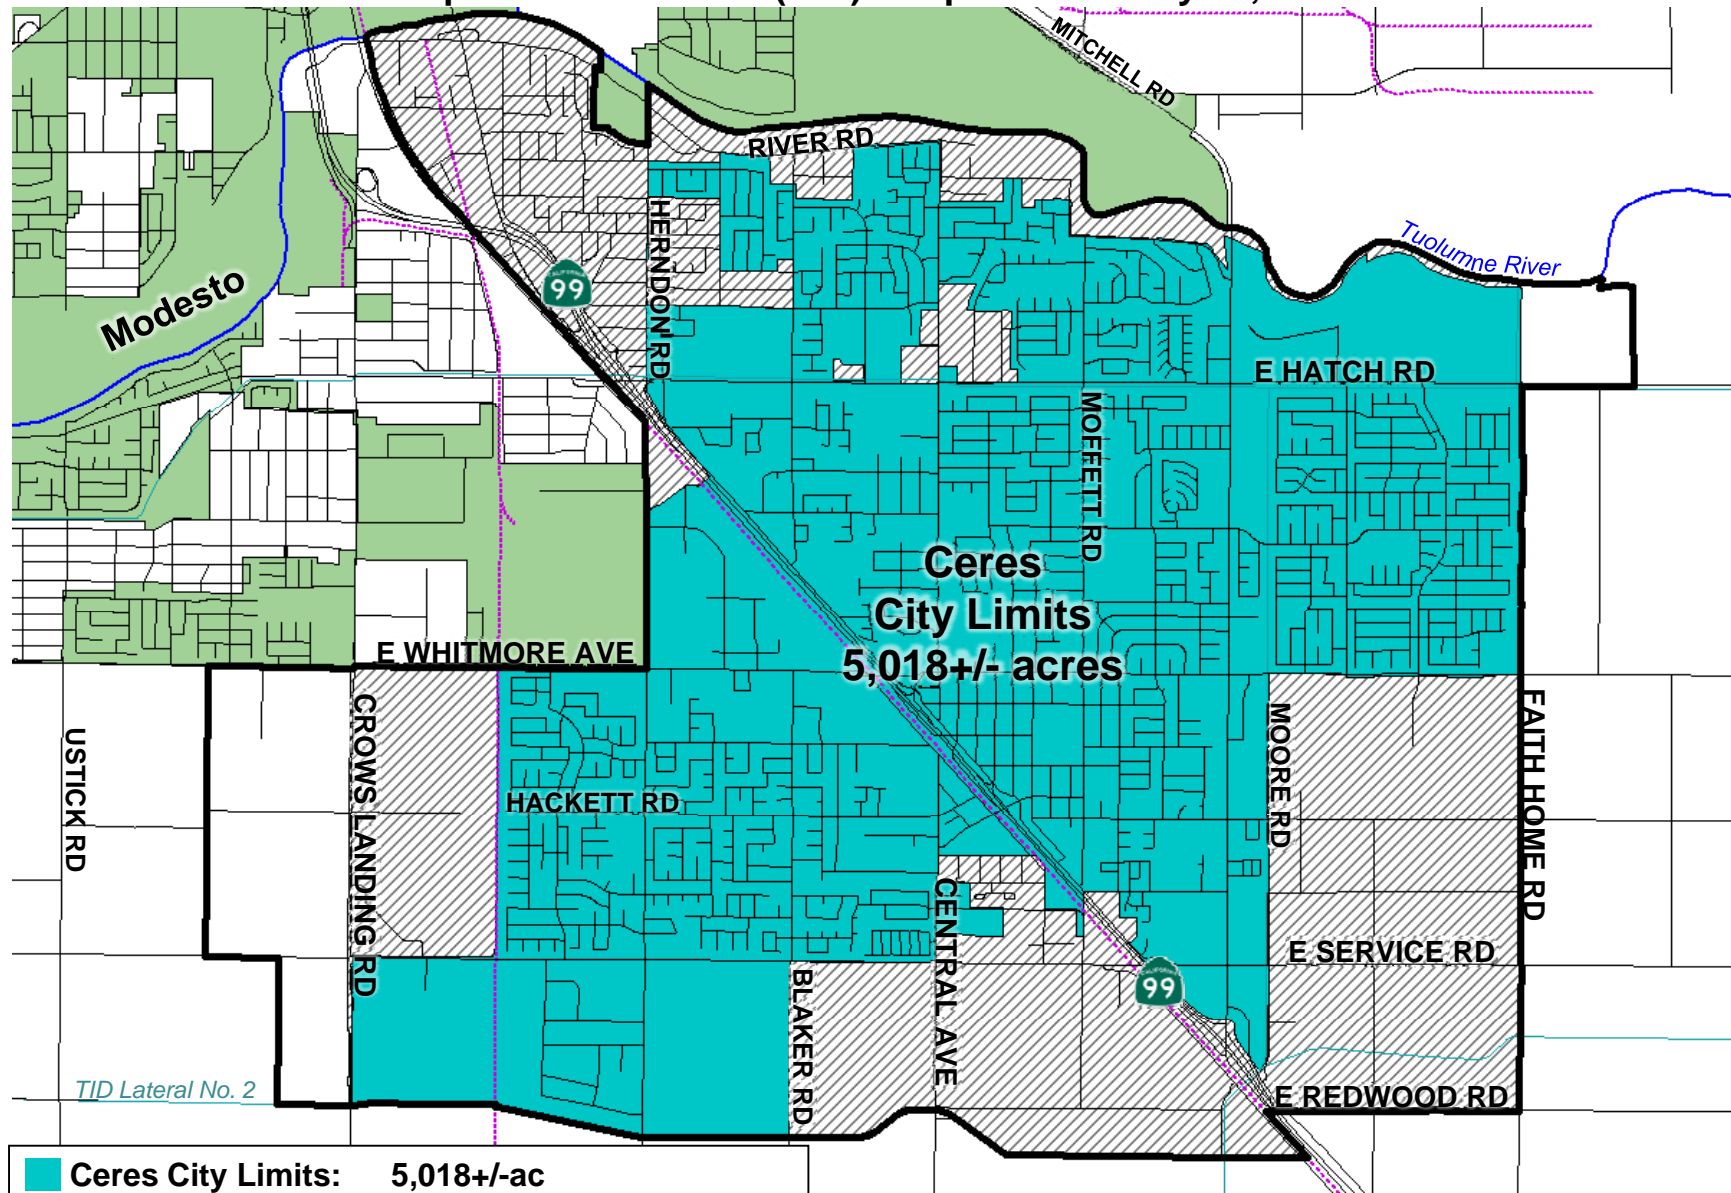 MITCHELL RD
RIVER RD
HERNDON RD
CALIFORNIA
99
Tuolumne River
Modesto
E HATCH RD
MOFFETT RD
Ceres
City Limits
5,018+/- acres
E WHITMORE AVE
USTICK RD
CROWS LANDING RD
HACKETT RD
MOORE RD
FAITH HOME RD
CENTRAL AVE
E SERVICE RD
BLAKER RD
CALIFORNIA
99
TID Lateral No. 2
E REDWOOD RD
Ceres City Limits: 5,018+/-ac